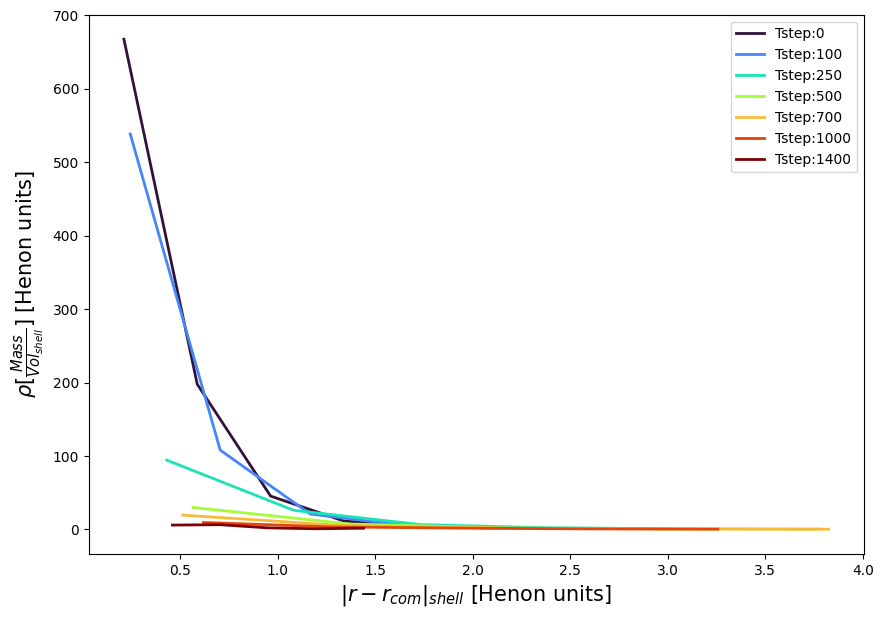 700
600
500
400
300
200
100
0
ρ[Mass/Vol_shell] [Henon units]
Tstep:0
Tstep:100
Tstep:250
Tstep:500
Tstep:700
Tstep:1000
Tstep:1400
0.5 1.0 1.5 2.0 2.5 3.0 3.5 4.0
|r − r_com|_shell [Henon units]